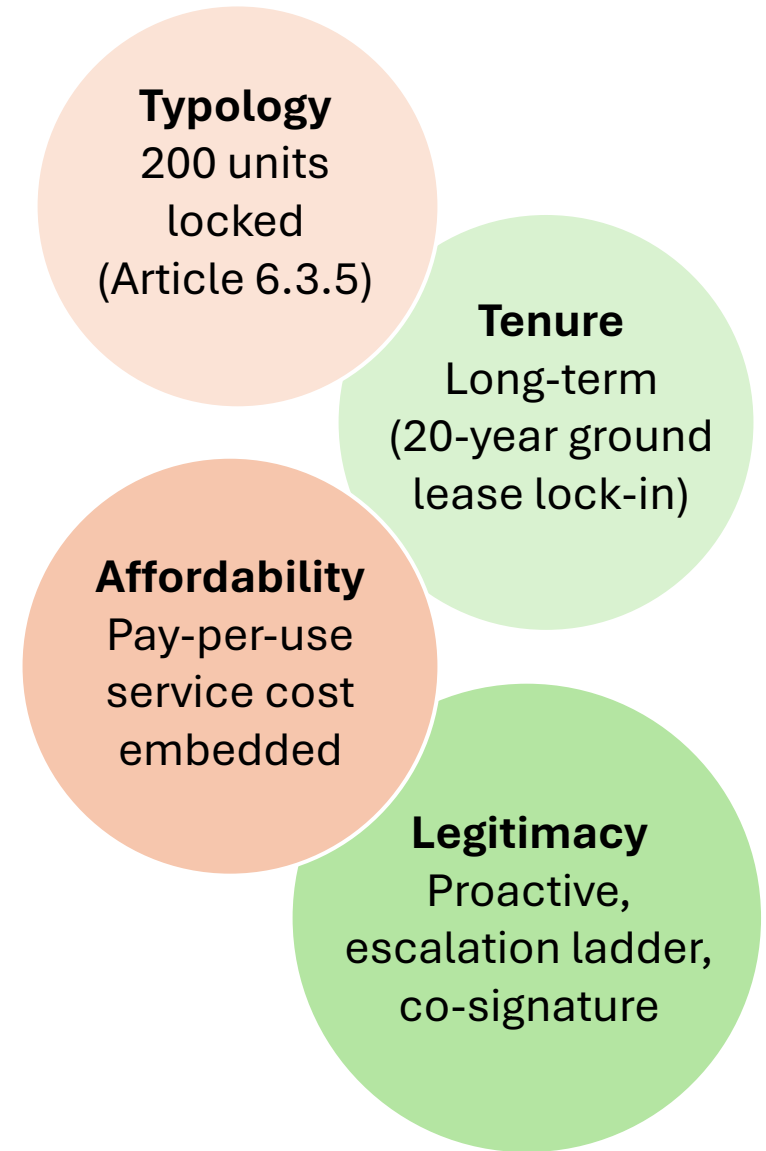 Typology
200 units
locked
(Article 6.3.5)
Tenure
Long-term
(20-year ground
lease lock-in)
Affordability
Pay-per-use
service cost
embedded
Legitimacy
Proactive,
escalation ladder,
co-signature